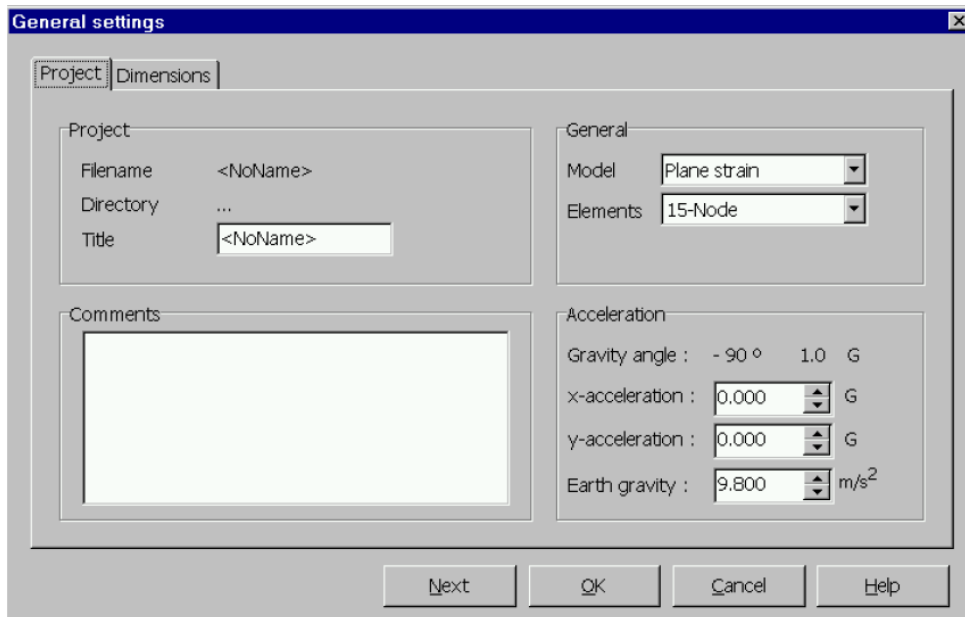 General settings
Project
Dimensions
Project
Filename <NoName>
Directory ...
Title <NoName>
General
Model Plane strain
Elements 15-Node
Comments
Acceleration
Gravity angle : - 90 º 1.0 G
x-acceleration : 0.000 G
y-acceleration : 0.000 G
Earth gravity : 9.800 m/s²
Next
OK
Cancel
Help